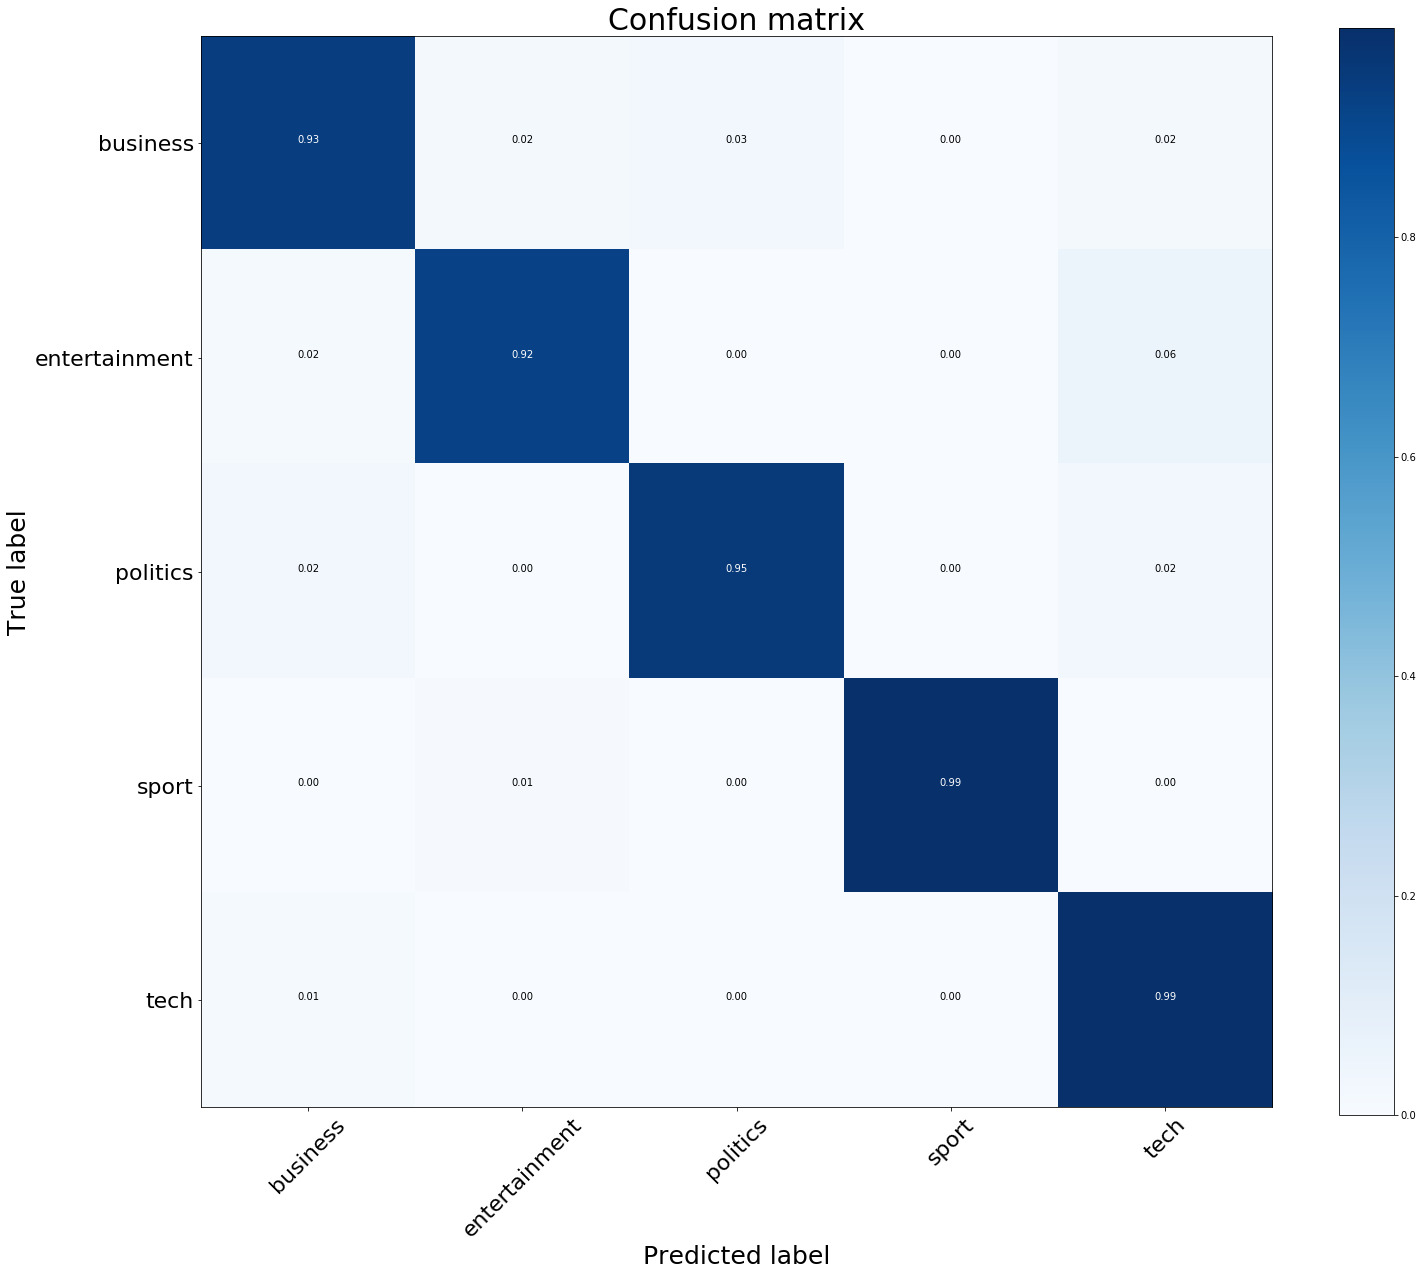 Confusion matrix
business 0.93 0.02 0.03 0.00 0.02
0.8
entertainment 0.02 0.92 0.00 0.00 0.06
0.6
True label
politics 0.02 0.00 0.95 0.00 0.02
0.4
sport 0.00 0.01 0.00 0.99 0.00
0.2
tech 0.01 0.00 0.00 0.00 0.99
0.0
business entertainment politics sport tech
Predicted label